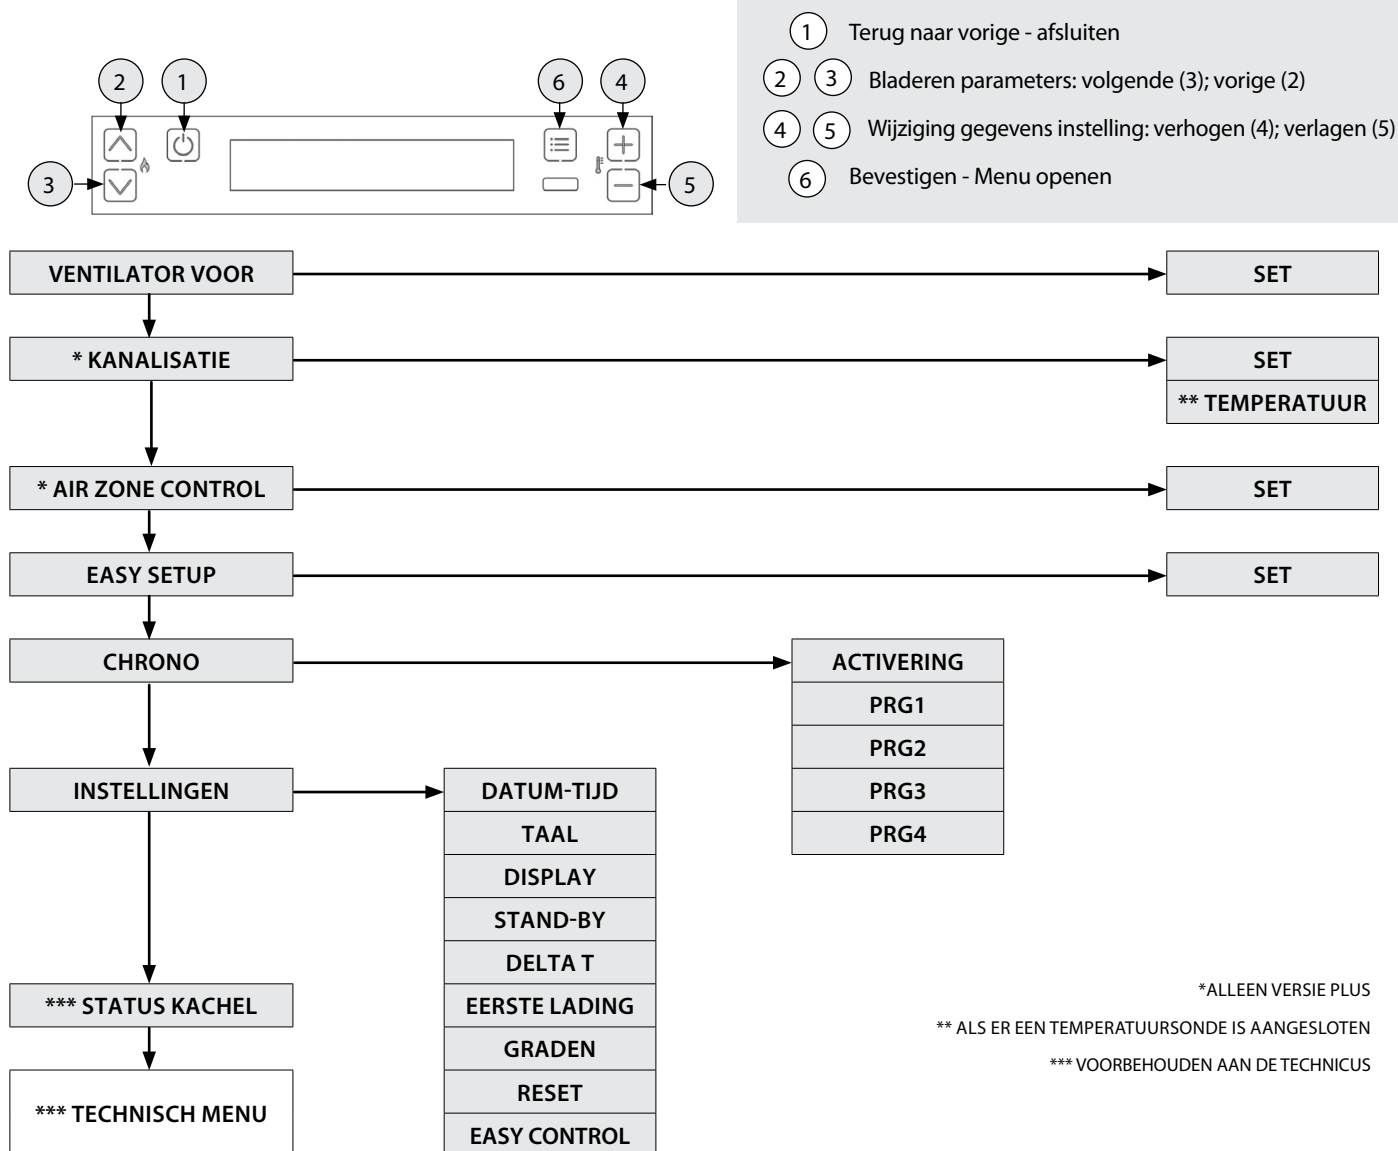 1 Terug naar vorige - afsluiten
2 3 Bladeren parameters: volgende (3); vorige (2)
4 5 Wijziging gegevens instelling: verhogen (4); verlagen (5)
6 Bevestigen - Menu openen
2 1 6 4
3 5
VENTILATOR VOOR SET
* KANALISATIE SET
** TEMPERATUUR
* AIR ZONE CONTROL SET
EASY SETUP SET
CHRONO ACTIVERING
PRG1
PRG2
PRG3
PRG4
INSTELLINGEN DATUM-TIJD
TAAL
DISPLAY
STAND-BY
DELTA T
EERSTE LADING
GRADEN
RESET
EASY CONTROL
*** STATUS KACHEL
*** TECHNISCH MENU
*ALLEEN VERSIE PLUS
** ALS ER EEN TEMPERATUURSONDE IS AANGESLOTEN
*** VOORBEHOUDEN AAN DE TECHNICUS